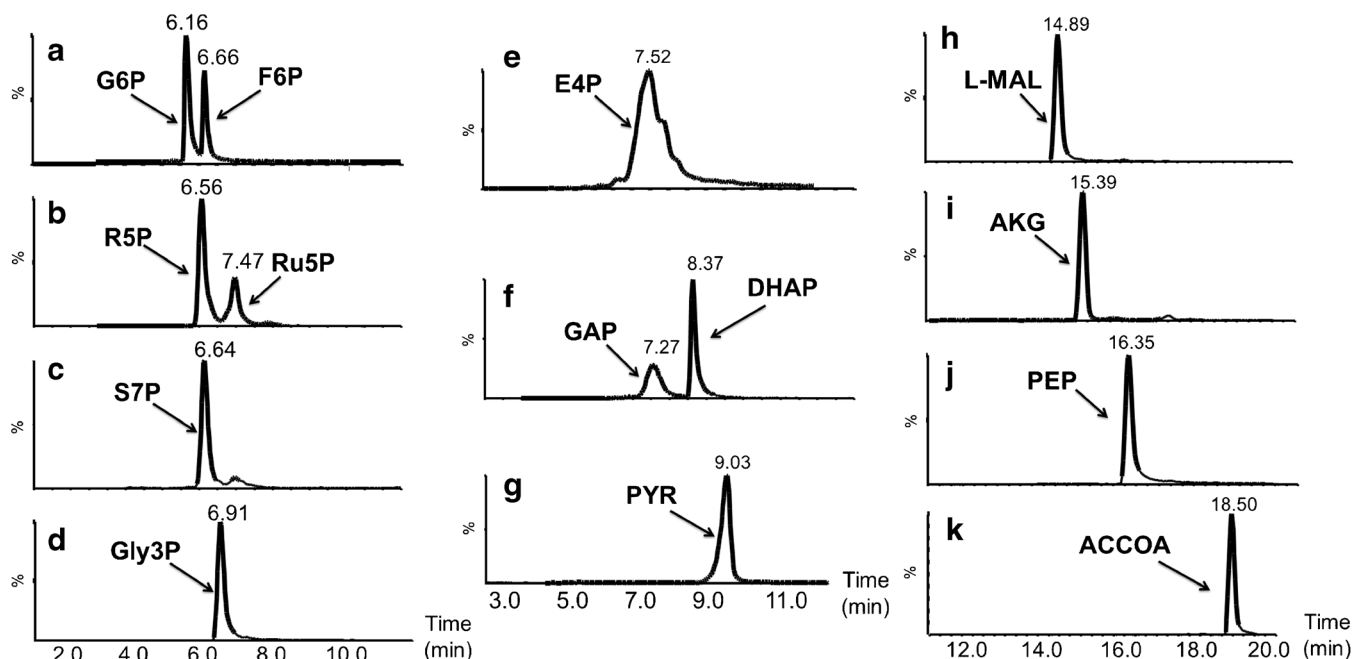 a
6.16
6.66
G6P
F6P
%
b
6.56
R5P
7.47
Ru5P
%
c
6.64
S7P
%
d
6.91
Gly3P
%
Time
(min)
2.0 4.0 6.0 8.0 10.0
e
7.52
E4P
%
f
8.37
DHAP
GAP
7.27
%
g
9.03
PYR
%
Time
(min)
3.0 5.0 7.0 9.0 11.0
h
14.89
L-MAL
%
i
15.39
AKG
%
j
16.35
PEP
%
k
18.50
ACCOA
%
Time
(min)
12.0 14.0 16.0 18.0 20.0